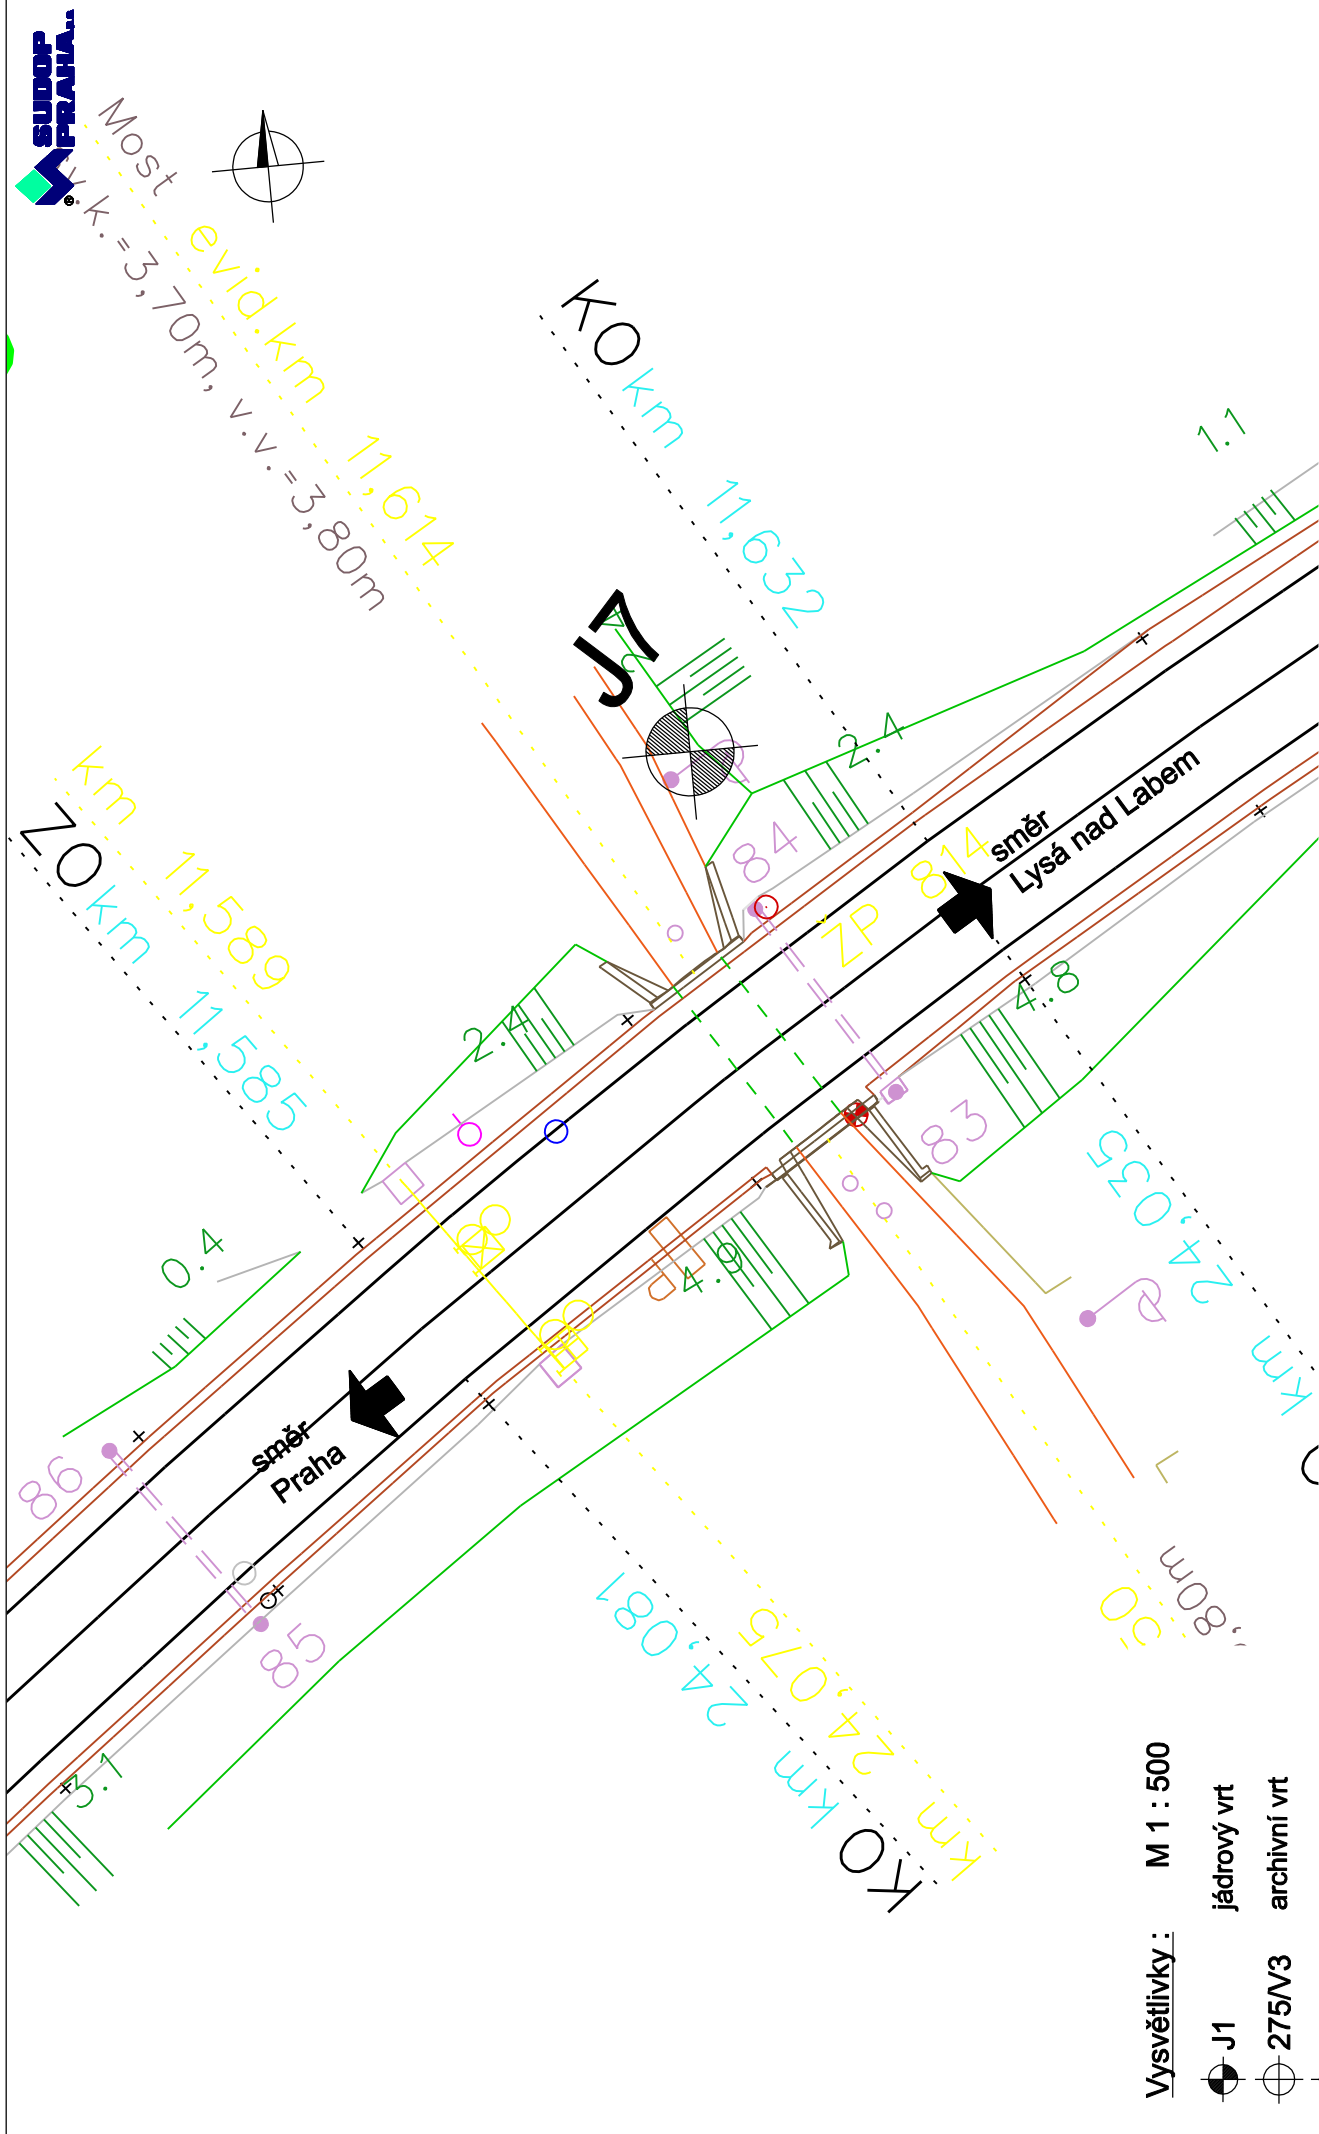 SUDOP
PRAHA a.s.
®
Most evid.km 11,614
v.k.=3,70m, v.v.=3,80m
KO km 11,632
1.1
J7
km 11,589
ZO km 11,585
2.4
84
814
ZP
směr
Lysá nad Labem
2.4
4.8
83
0.4
4.9
24,035
km
směr
Praha
86
85
3.1
KO km 24,081
km 24,075
,80m
Vysvětlivky :
M 1 : 500
J1
jádrový vrt
275/V3
archivní vrt